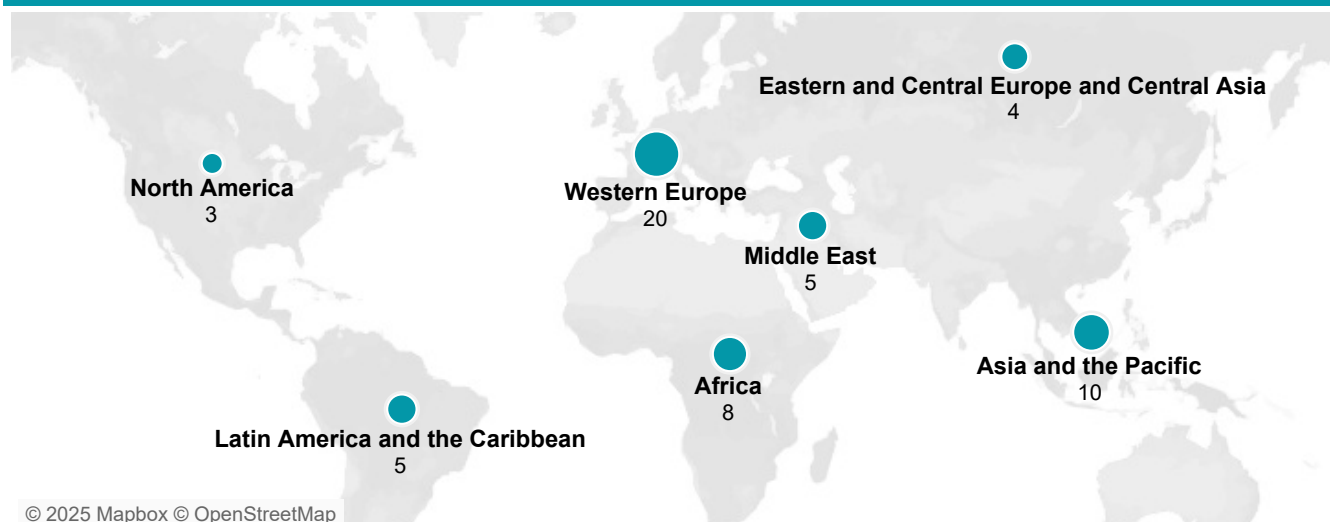 Eastern and Central Europe and Central Asia
4
North America
3
Western Europe
20
Middle East
5
Asia and the Pacific
10
Africa
8
Latin America and the Caribbean
5
© 2025 Mapbox © OpenStreetMap